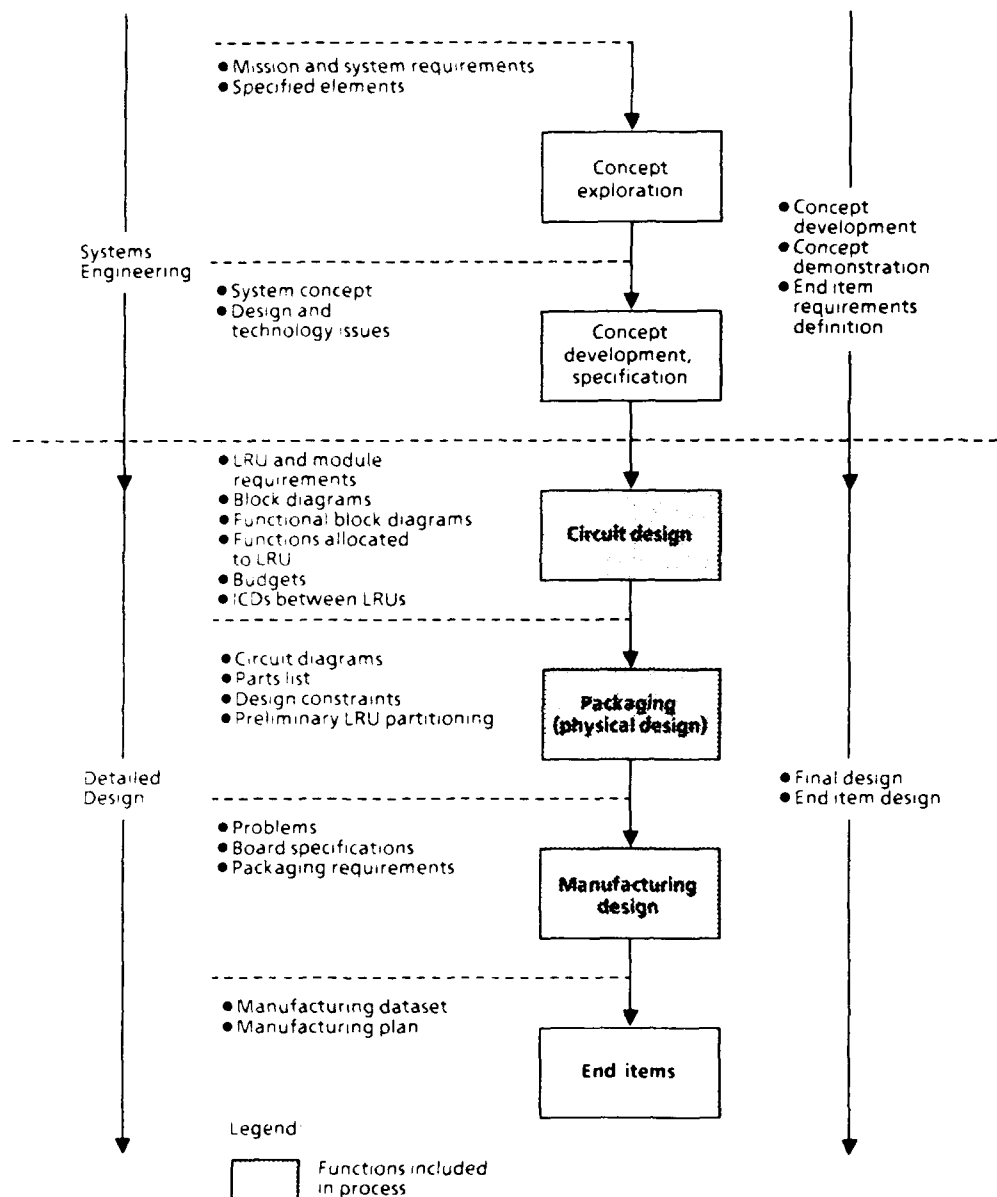 ● Mission and system requirements
● Specified elements
Concept
exploration
Systems
Engineering
● Concept
development
● Concept
demonstration
● End item
requirements
definition
● System concept
● Design and
technology issues
Concept
development,
specification
● LRU and module
requirements
● Block diagrams
● Functional block diagrams
● Functions allocated
to LRU
● Budgets
● ICDs between LRUs
Circuit design
● Circuit diagrams
● Parts list
● Design constraints
● Preliminary LRU partitioning
Packaging
(physical design)
Detailed
Design
● Final design
● End item design
● Problems
● Board specifications
● Packaging requirements
Manufacturing
design
● Manufacturing dataset
● Manufacturing plan
End items
Legend
Functions included
in process